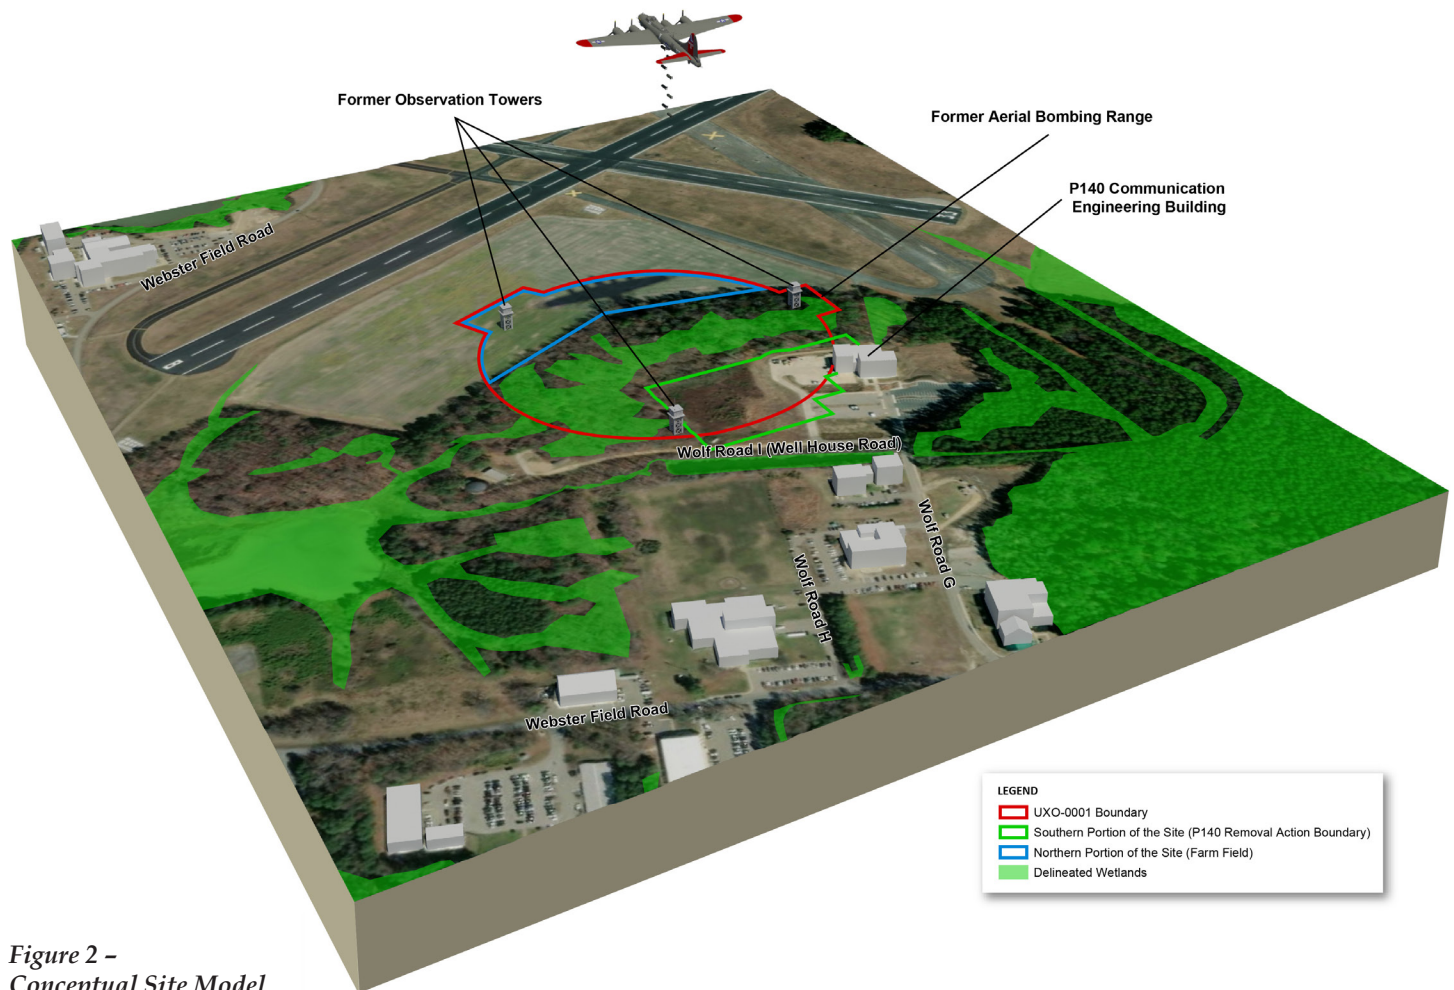 Former Observation Towers
Former Aerial Bombing Range
P140 Communication
Engineering Building
Webster Field Road
Wolf Road I (Well House Road)
Wolf Road G
Wolf Road H
Webster Field Road
LEGEND
UXO-0001 Boundary
Southern Portion of the Site (P140 Removal Action Boundary)
Northern Portion of the Site (Farm Field)
Delineated Wetlands
Figure 2 –
Conceptual Site Model